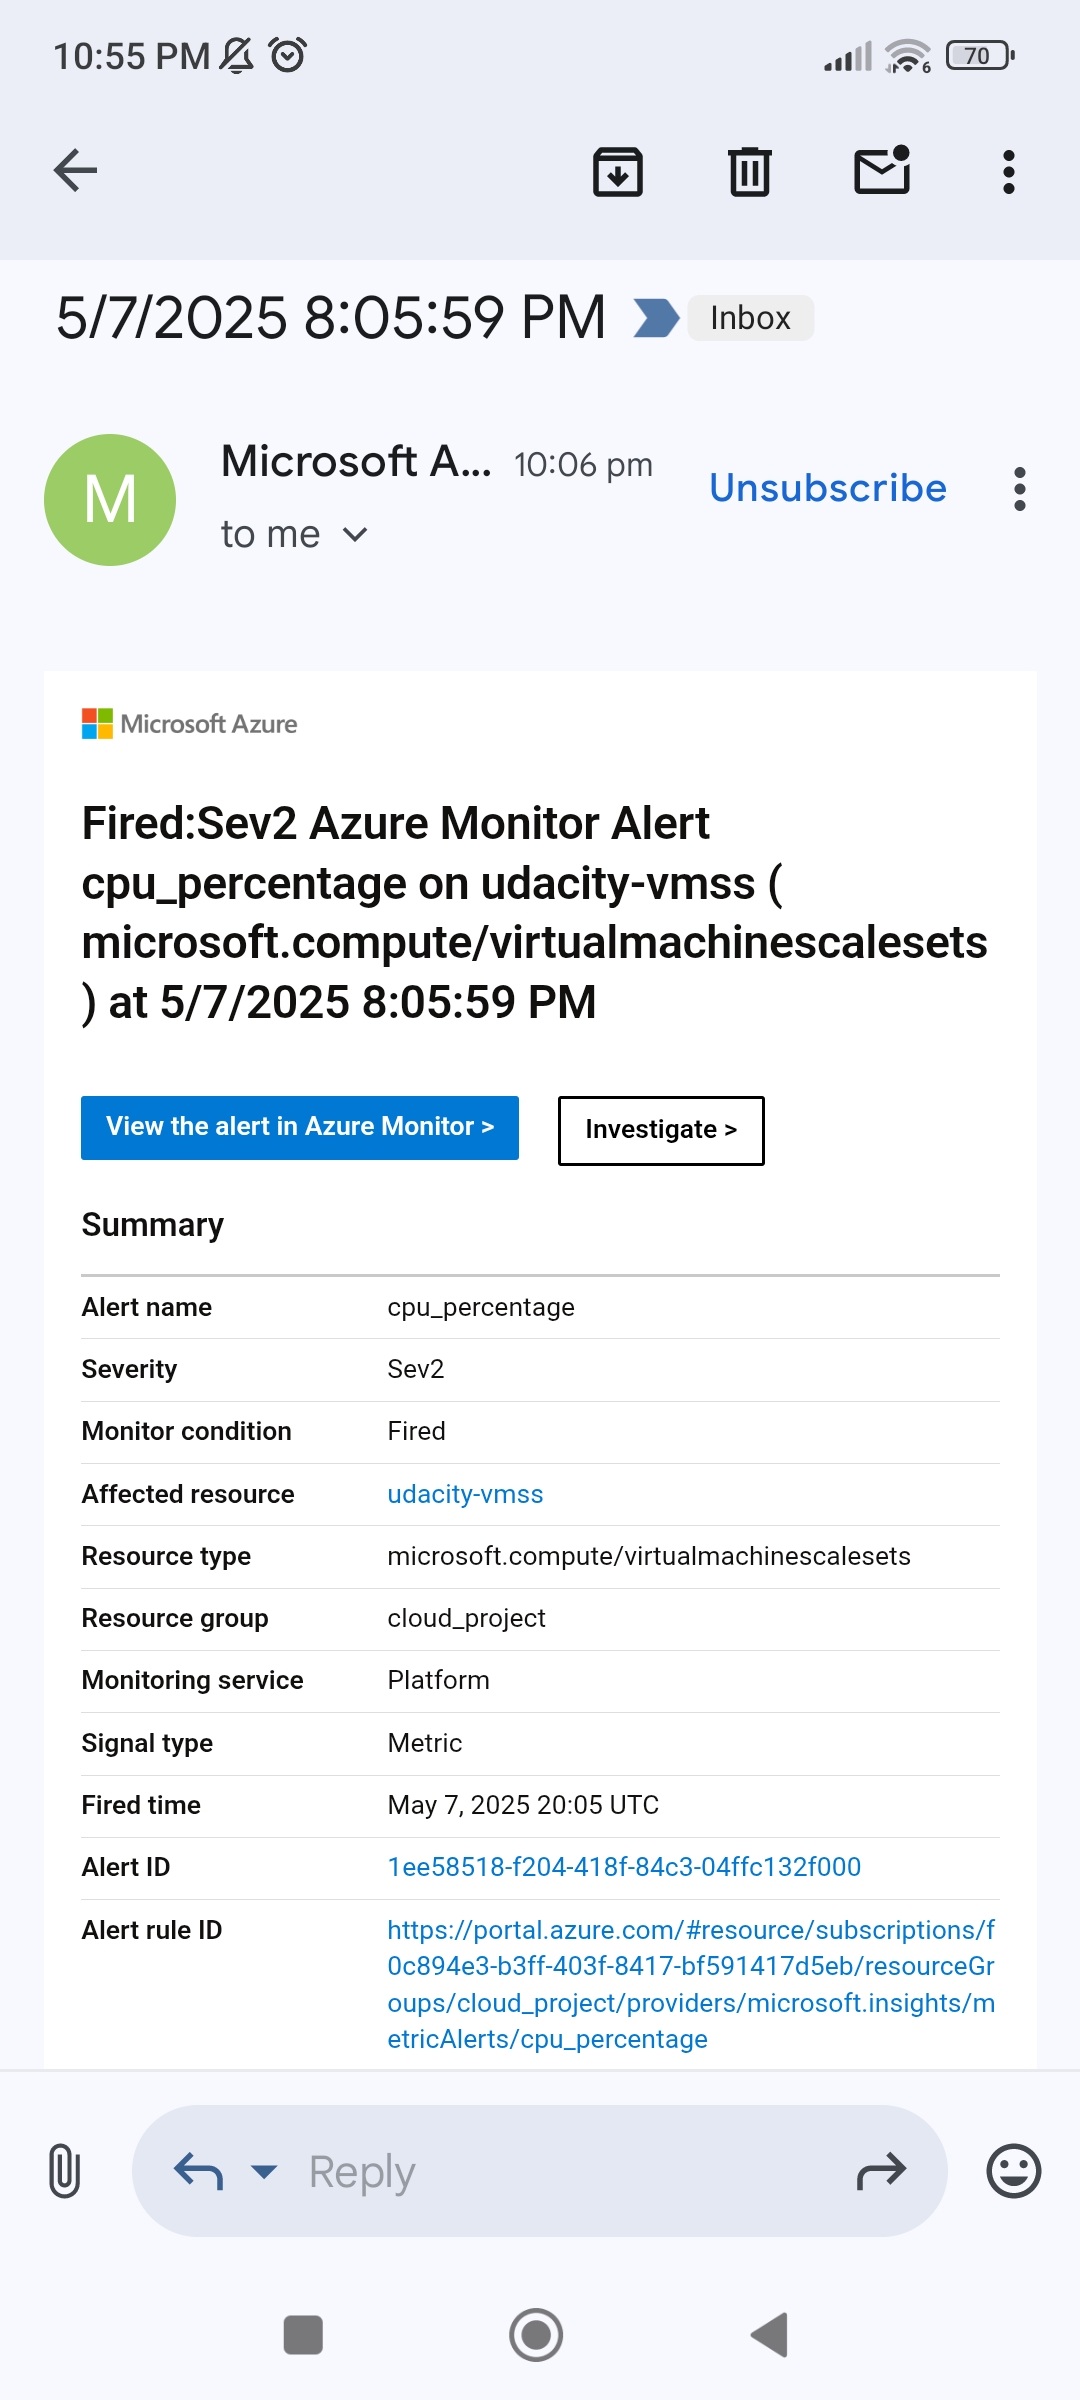 10:55 PM
6
70
5/7/2025 8:05:59 PM
Inbox
M
Microsoft A... 10:06 pm
Unsubscribe
to me
Microsoft Azure
Fired:Sev2 Azure Monitor Alert
cpu_percentage on udacity-vmss (
microsoft.compute/virtualmachinescalesets
) at 5/7/2025 8:05:59 PM
View the alert in Azure Monitor >
Investigate >
Summary
Alert name cpu_percentage
Severity Sev2
Monitor condition Fired
Affected resource udacity-vmss
Resource type microsoft.compute/virtualmachinescalesets
Resource group cloud_project
Monitoring service Platform
Signal type Metric
Fired time May 7, 2025 20:05 UTC
Alert ID 1ee58518-f204-418f-84c3-04ffc132f000
Alert rule ID https://portal.azure.com/#resource/subscriptions/f
0c894e3-b3ff-403f-8417-bf591417d5eb/resourceGr
oups/cloud_project/providers/microsoft.insights/m
etricAlerts/cpu_percentage
Reply